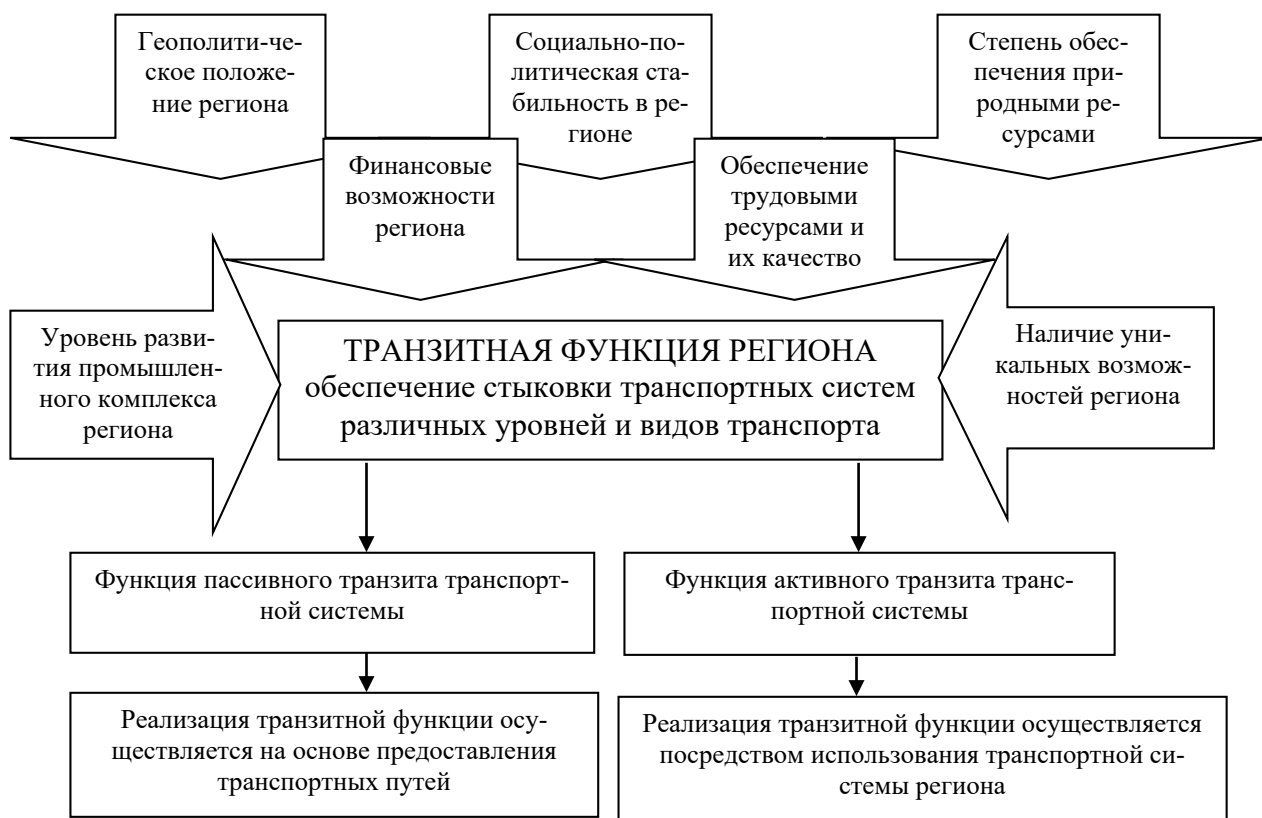 Геополити-че-
ское положе-
ние региона
Социально-по-
литическая ста-
бильность в ре-
гионе
Степень обес-
печения при-
родными ре-
сурсами
Финансовые
возможности
региона
Обеспечение
трудовыми
ресурсами и
их качество
Уровень разви-
тия промышлен-
ного комплекса
региона
ТРАНЗИТНАЯ ФУНКЦИЯ РЕГИОНА
обеспечение стыковки транспортных систем
различных уровней и видов транспорта
Наличие уни-
кальных возмож-
ностей региона
Функция пассивного транзита транспорт-
ной системы
Функция активного транзита транс-
портной системы
Реализация транзитной функции осу-
ществляется на основе предоставления
транспортных путей
Реализация транзитной функции осуществляется
посредством использования транспортной си-
стемы региона